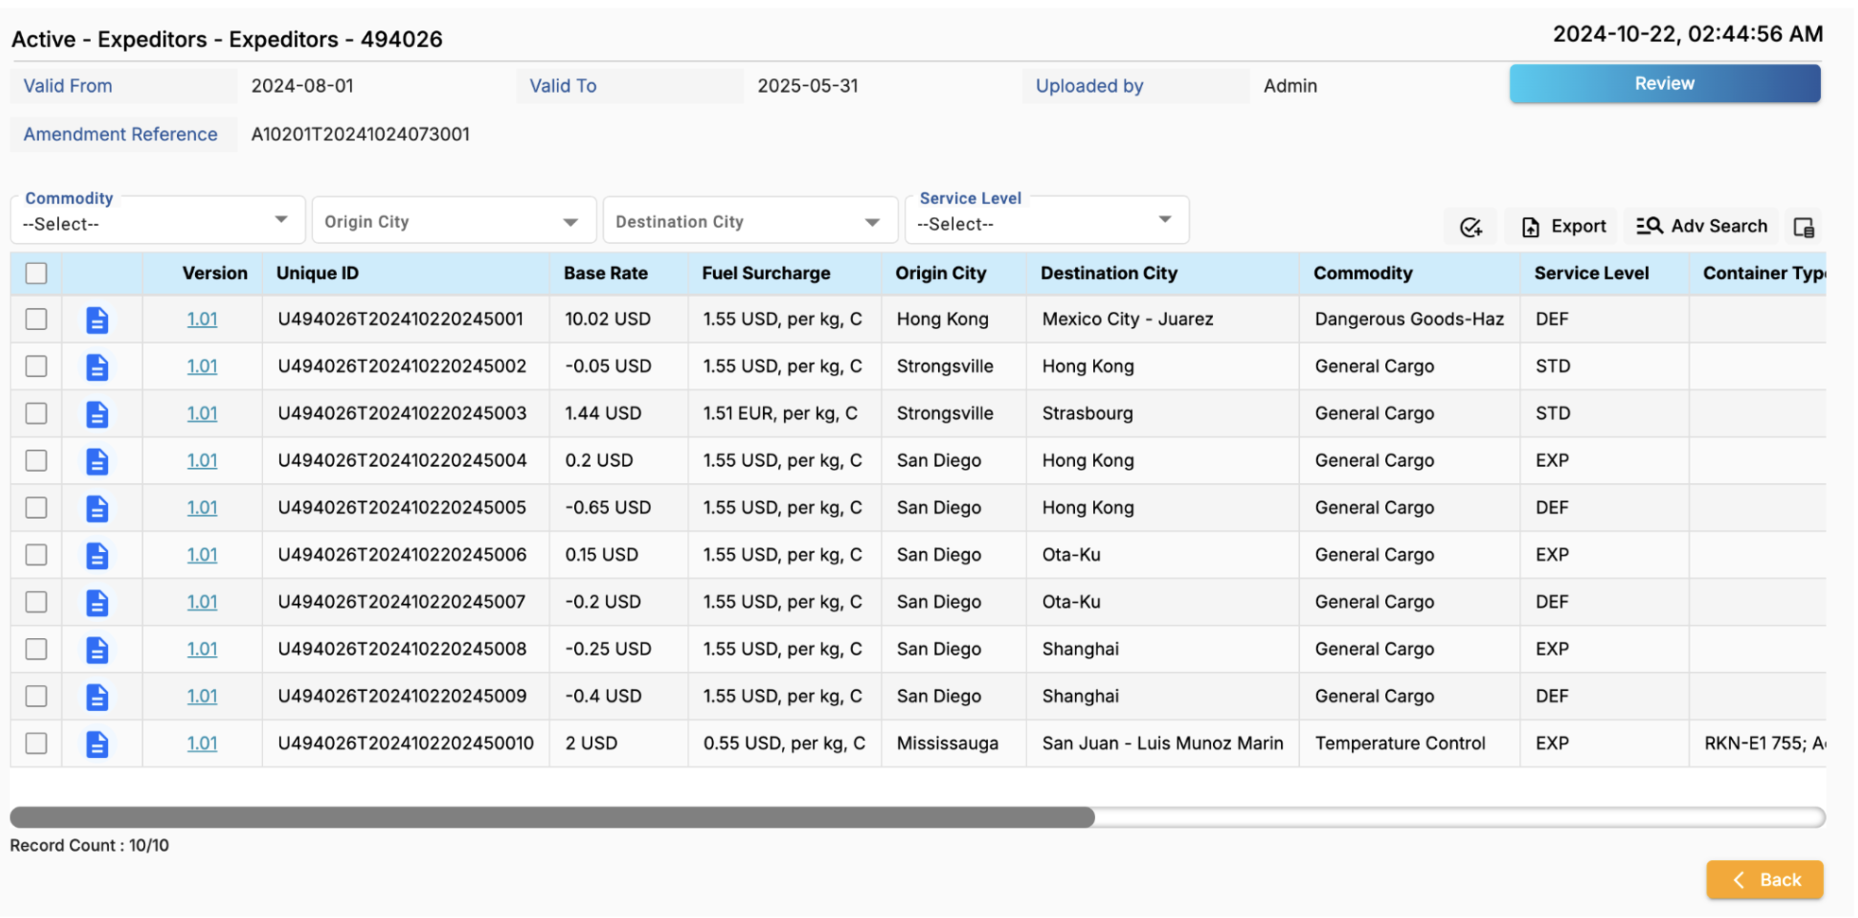 Active - Expeditors - Expeditors - 494026
2024-10-22, 02:44:56 AM
Valid From 2024-08-01 Valid To 2025-05-31 Uploaded by Admin Review
Amendment Reference A10201T20241024073001
Commodity Service Level
--Select-- Origin City Destination City --Select--
Export Adv Search
Version Unique ID Base Rate Fuel Surcharge Origin City Destination City Commodity Service Level Container Typ
1.01 U494026T202410220245001 10.02 USD 1.55 USD, per kg, C Hong Kong Mexico City - Juarez Dangerous Goods-Haz DEF
1.01 U494026T202410220245002 -0.05 USD 1.55 USD, per kg, C Strongsville Hong Kong General Cargo STD
1.01 U494026T202410220245003 1.44 USD 1.51 EUR, per kg, C Strongsville Strasbourg General Cargo STD
1.01 U494026T202410220245004 0.2 USD 1.55 USD, per kg, C San Diego Hong Kong General Cargo EXP
1.01 U494026T202410220245005 -0.65 USD 1.55 USD, per kg, C San Diego Hong Kong General Cargo DEF
1.01 U494026T202410220245006 0.15 USD 1.55 USD, per kg, C San Diego Ota-Ku General Cargo EXP
1.01 U494026T202410220245007 -0.2 USD 1.55 USD, per kg, C San Diego Ota-Ku General Cargo DEF
1.01 U494026T202410220245008 -0.25 USD 1.55 USD, per kg, C San Diego Shanghai General Cargo EXP
1.01 U494026T202410220245009 -0.4 USD 1.55 USD, per kg, C San Diego Shanghai General Cargo DEF
1.01 U494026T2024102202450010 2 USD 0.55 USD, per kg, C Mississauga San Juan - Luis Munoz Marin Temperature Control EXP RKN-E1 755;
Record Count : 10/10
Back